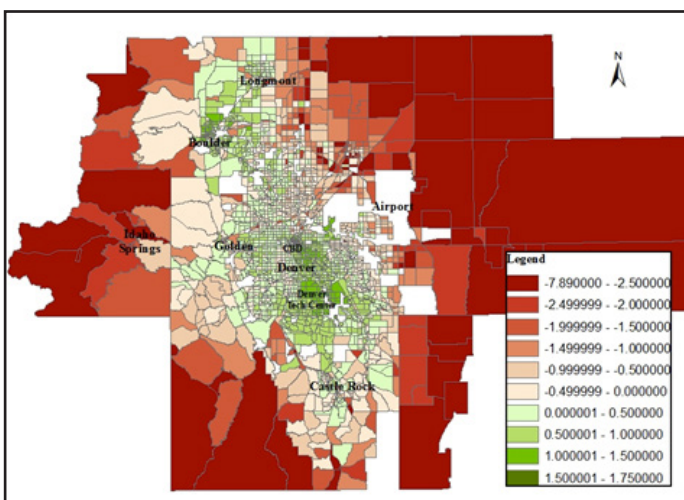 N
Longmont
Boulder
Airport
Idaho
Springs
Golden
CBD
Denver
Denver
Tech Center
Castle Rock
Legend
-7.890000 - -2.500000
-2.499999 - -2.000000
-1.999999 - -1.500000
-1.499999 - -1.000000
-0.999999 - -0.500000
-0.499999 - 0.000000
0.000001 - 0.500000
0.500001 - 1.000000
1.000001 - 1.500000
1.500001 - 1.750000